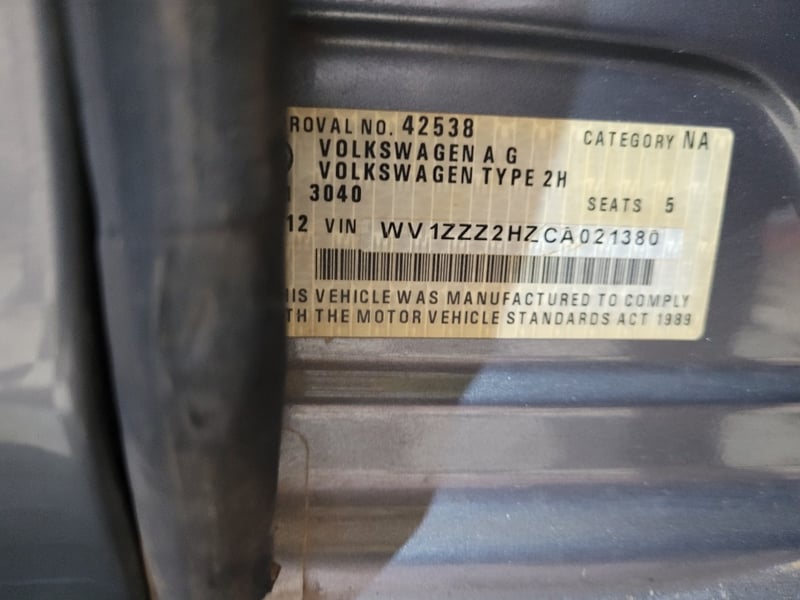 ROVAL NO. 42538 CATEGORY NA
VOLKSWAGEN A G
VOLKSWAGEN TYPE 2H
3040 SEATS 5
12 VIN WV1ZZZ2HZCA021380
HIS VEHICLE WAS MANUFACTURED TO COMPLY
TH THE MOTOR VEHICLE STANDARDS ACT 1989